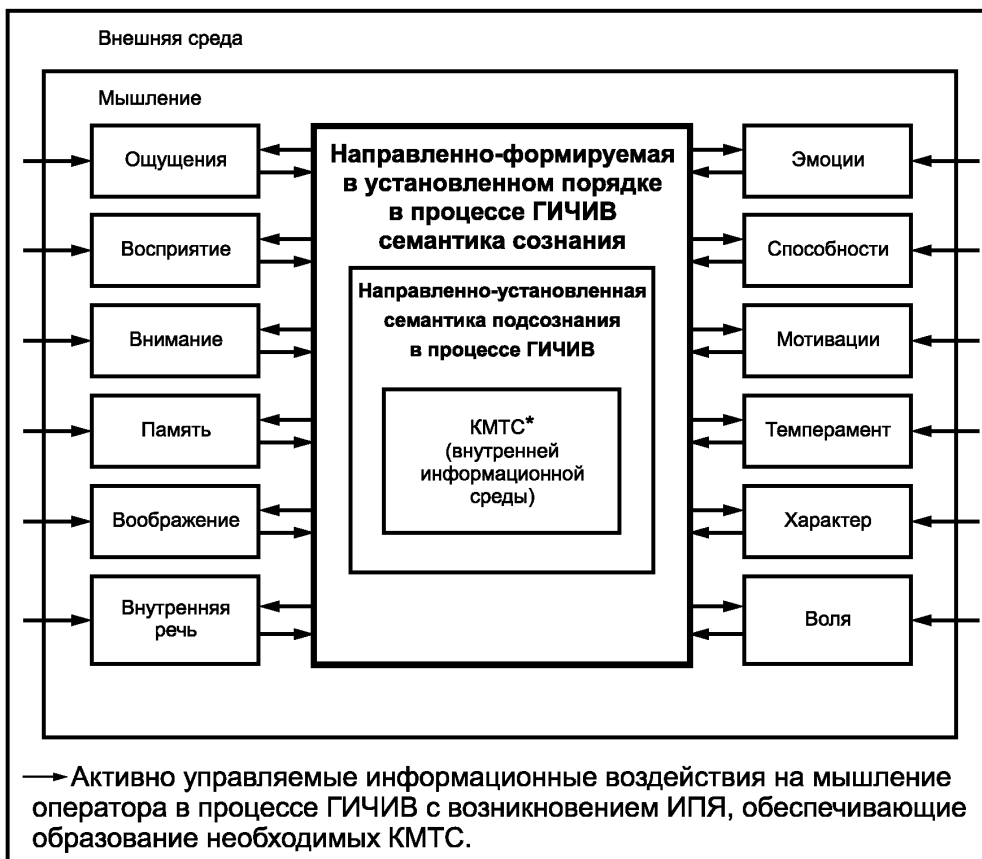 Внешняя среда
Мышление
Ощущения
Восприятие
Внимание
Память
Воображение
Внутренняя
речь
Направленно-формируемая
в установленном порядке
в процессе ГИЧИВ
семантика сознания
Направленно-установленная
семантика подсознания
в процессе ГИЧИВ
КМТС*
(внутренней
информационной
среды)
Эмоции
Способности
Мотивации
Темперамент
Характер
Воля
Активно управляемые информационные воздействия на мышление
оператора в процессе ГИЧИВ с возникновением ИПЯ, обеспечивающие
образование необходимых КМТС.